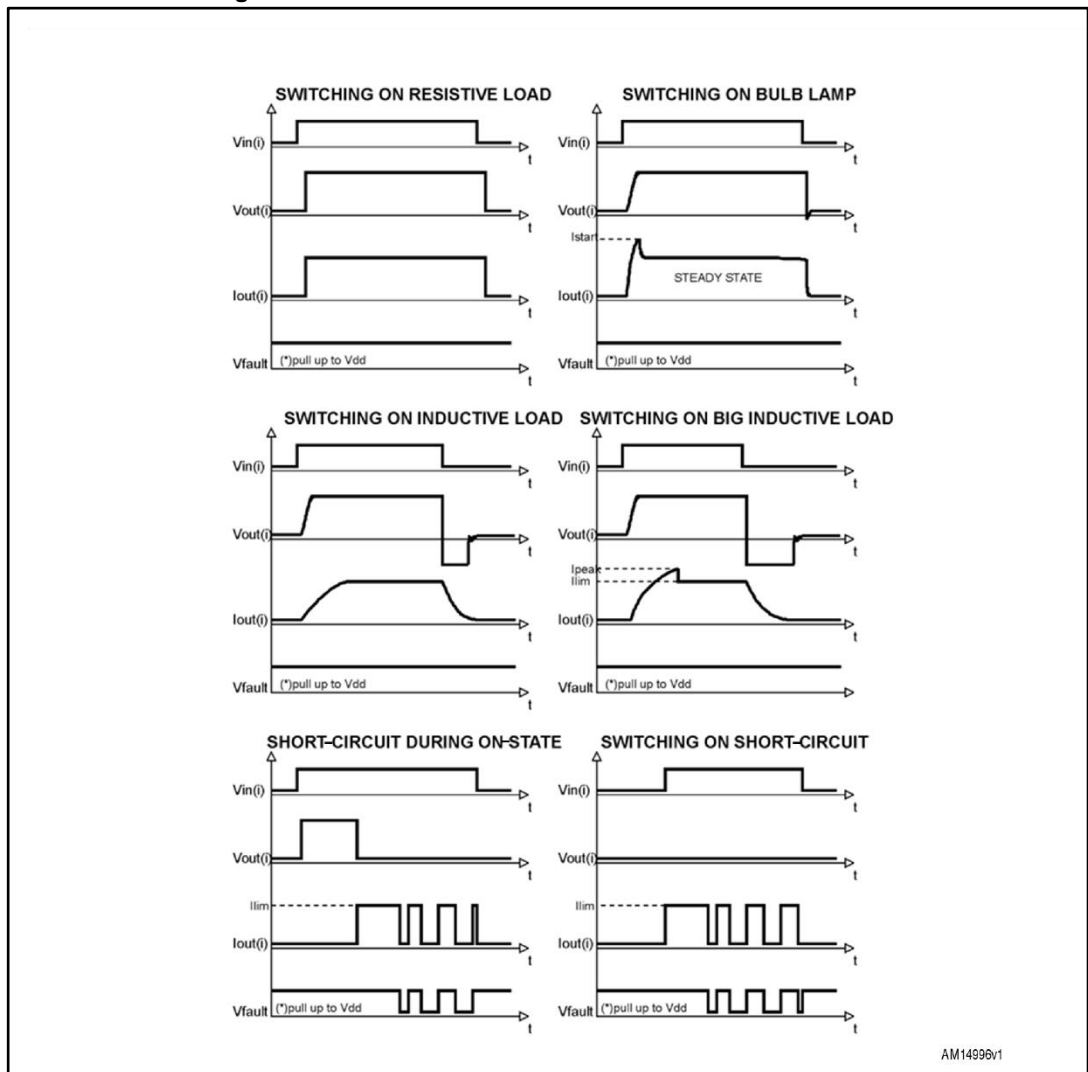 SWITCHING ON RESISTIVE LOAD
Vin(i)
t
Vout(i)
t
Iout(i)
t
Vfault
(*)pull up to Vdd
t
SWITCHING ON BULB LAMP
Vin(i)
t
Vout(i)
t
Istart
STEADY STATE
Iout(i)
t
Vfault
(*)pull up to Vdd
t
SWITCHING ON INDUCTIVE LOAD
Vin(i)
t
Vout(i)
t
Iout(i)
t
Vfault
(*)pull up to Vdd
SWITCHING ON BIG INDUCTIVE LOAD
Vin(i)
t
Vout(i)
t
Ipeak
Ilim
Iout(i)
t
Vfault
(*)pull up to Vdd
SHORT-CIRCUIT DURING ON-STATE
Vin(i)
t
Vout(i)
t
Ilim
Iout(i)
t
Vfault
(*)pull up to Vdd
t
SWITCHING ON SHORT-CIRCUIT
Vin(i)
t
Vout(i)
t
Ilim
Iout(i)
t
Vfault
(*)pull up to Vdd
t
AM14996v1